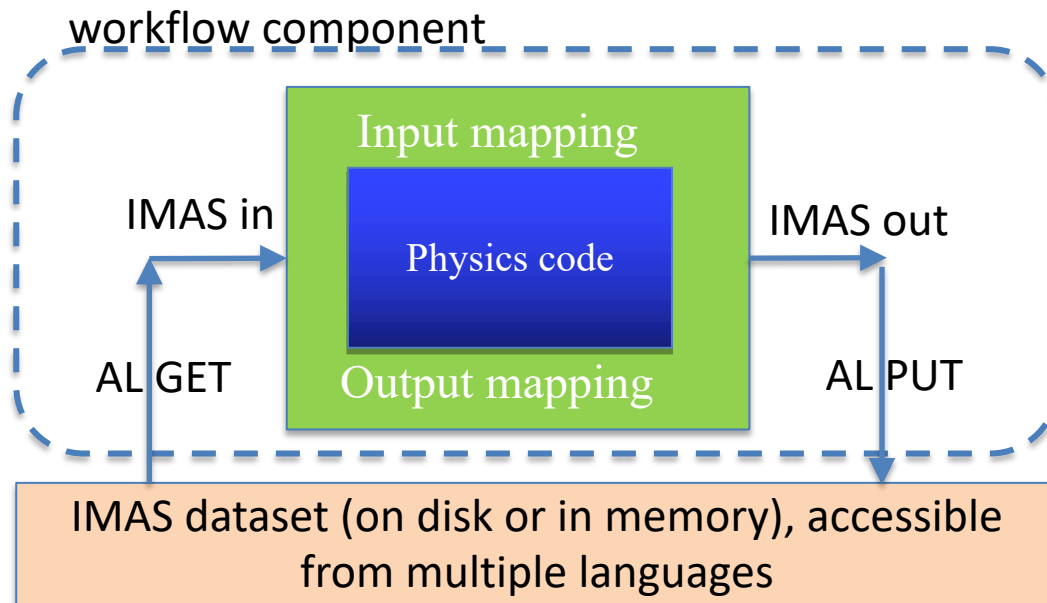 workflow component
Input mapping
IMAS in
IMAS out
Physics code
AL GET
AL PUT
Output mapping
IMAS dataset (on disk or in memory), accessible
from multiple languages